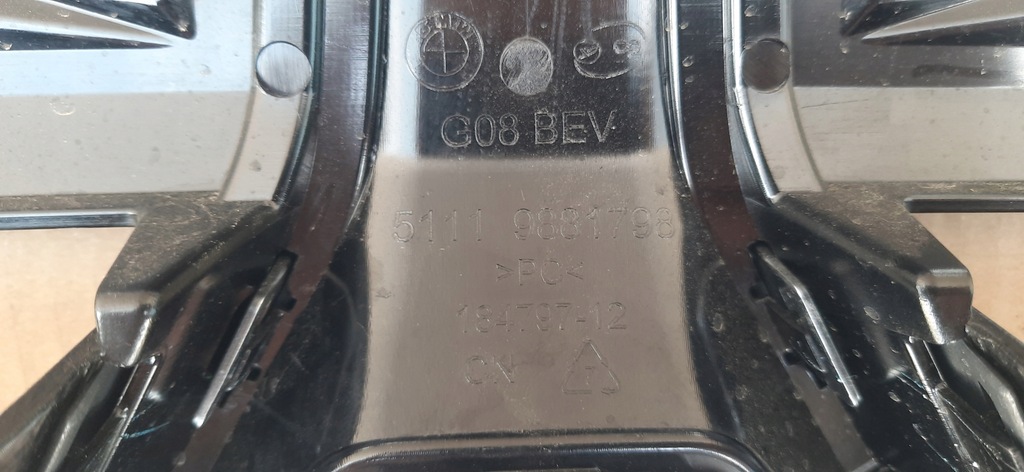 BMW
G08 BEV
5111 9881798
>PC<
184797-12
CN